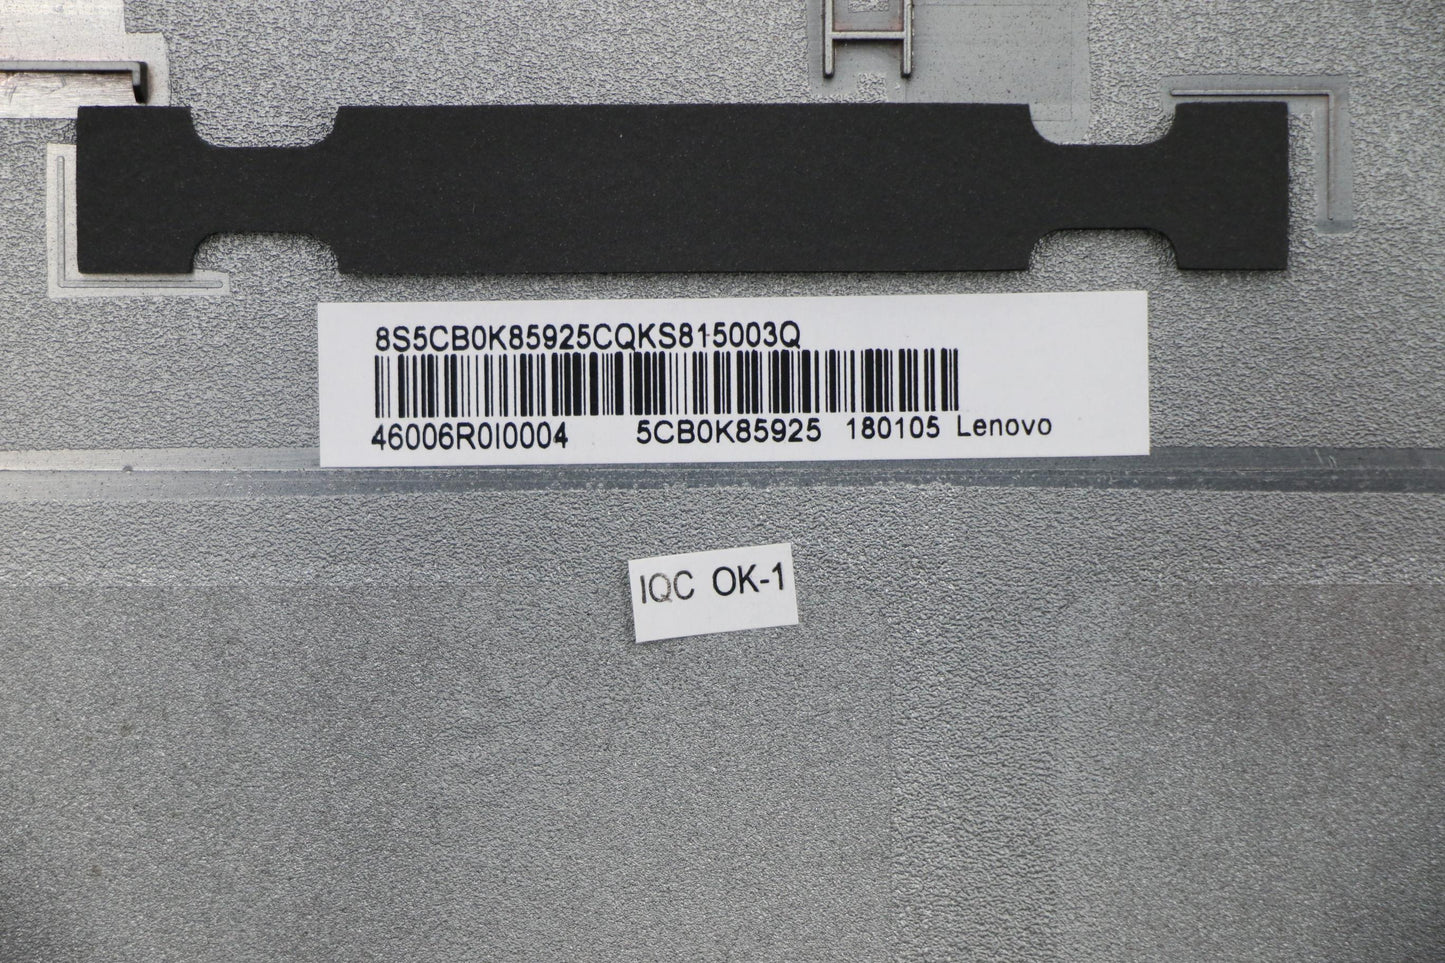 8S5CB0K85925CQKS815003Q
46006R0I0004 5CB0K85925 180105 Lenovo
IQC OK-1